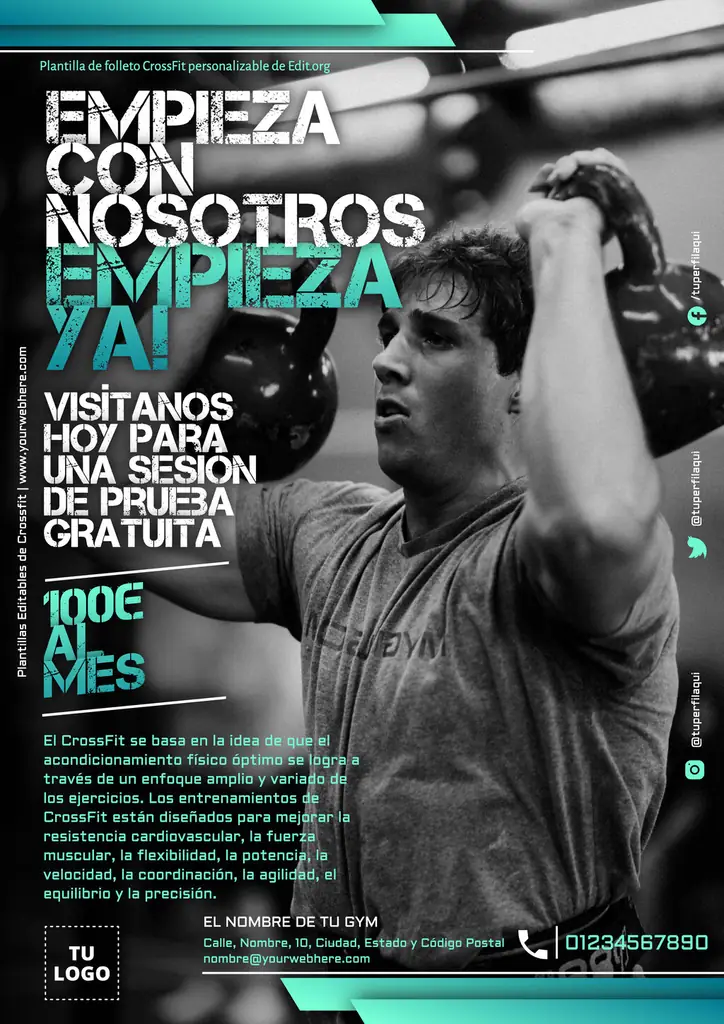 Plantilla de folleto CrossFit personalizable de Edit.org
EMPIEZA
CON
NOSOTROS
EMPIEZA
YA!
VISÍTANOS
HOY PARA
UNA SESIÓN
DE PRUEBA
GRATUITA
100€
AL
MES
El CrossFit se basa en la idea de que el
acondicionamiento físico óptimo se logra a
través de un enfoque amplio y variado de
los ejercicios. Los entrenamientos de
CrossFit están diseñados para mejorar la
resistencia cardiovascular, la fuerza
muscular, la flexibilidad, la potencia, la
velocidad, la coordinación, la agilidad, el
equilibrio y la precisión.
TU
LOGO
EL NOMBRE DE TU GYM
Calle, Nombre, 10, Ciudad, Estado y Código Postal
nombre@yourwebhere.com
01234567890
Plantillas Editables de Crossfit | www.yourwebhere.com
/tuperfilaqui
@tuperfilaqui
@tuperfilaqui